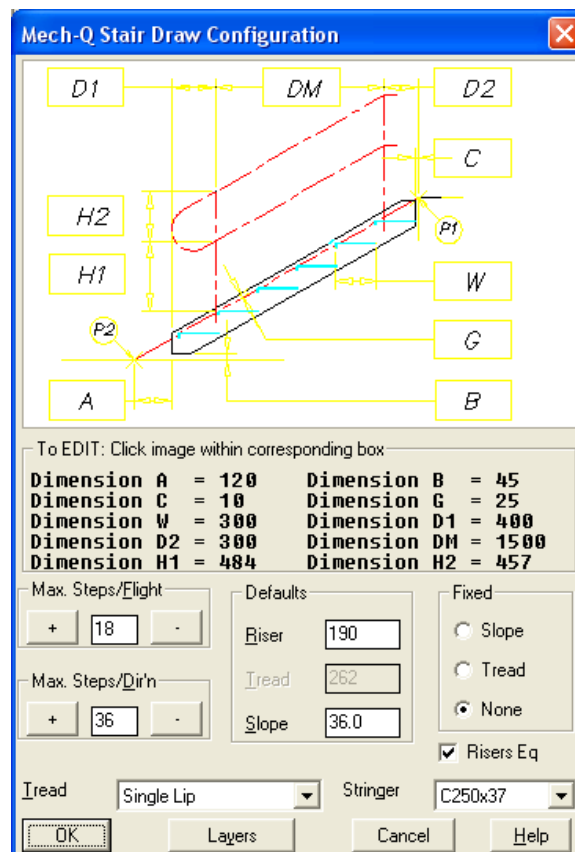 Mech-Q Stair Draw Configuration
D1 DM D2
C
H2
P1
H1
W
P2
G
A B
To EDIT: Click image within corresponding box
Dimension A = 120 Dimension B = 45
Dimension C = 10 Dimension G = 25
Dimension W = 300 Dimension D1 = 400
Dimension D2 = 300 Dimension DM = 1500
Dimension H1 = 484 Dimension H2 = 457
Max. Steps/Flight Defaults Fixed
+ 18 - Riser 190 Slope
Max. Steps/Dir'n Tread 262 Tread
+ 36 - Slope 36.0 None
Risers Eq
Tread Single Lip Stringer C250x37
OK Layers Cancel Help